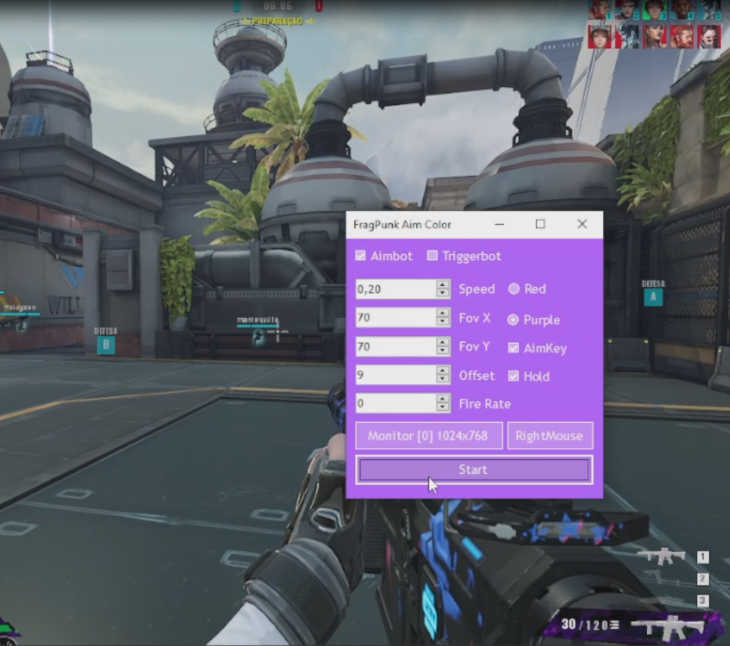 PREPARAÇÃO
FragPunk Aim Color
Aimbot Triggerbot
0,20 Speed Red
70 Fov X Purple
70 Fov Y AimKey
9 Offset Hold
0 Fire Rate
Monitor [0] 1024x768 RightMouse
Start
DEFESA
A
DEFESA
B
1
2
3
30/120